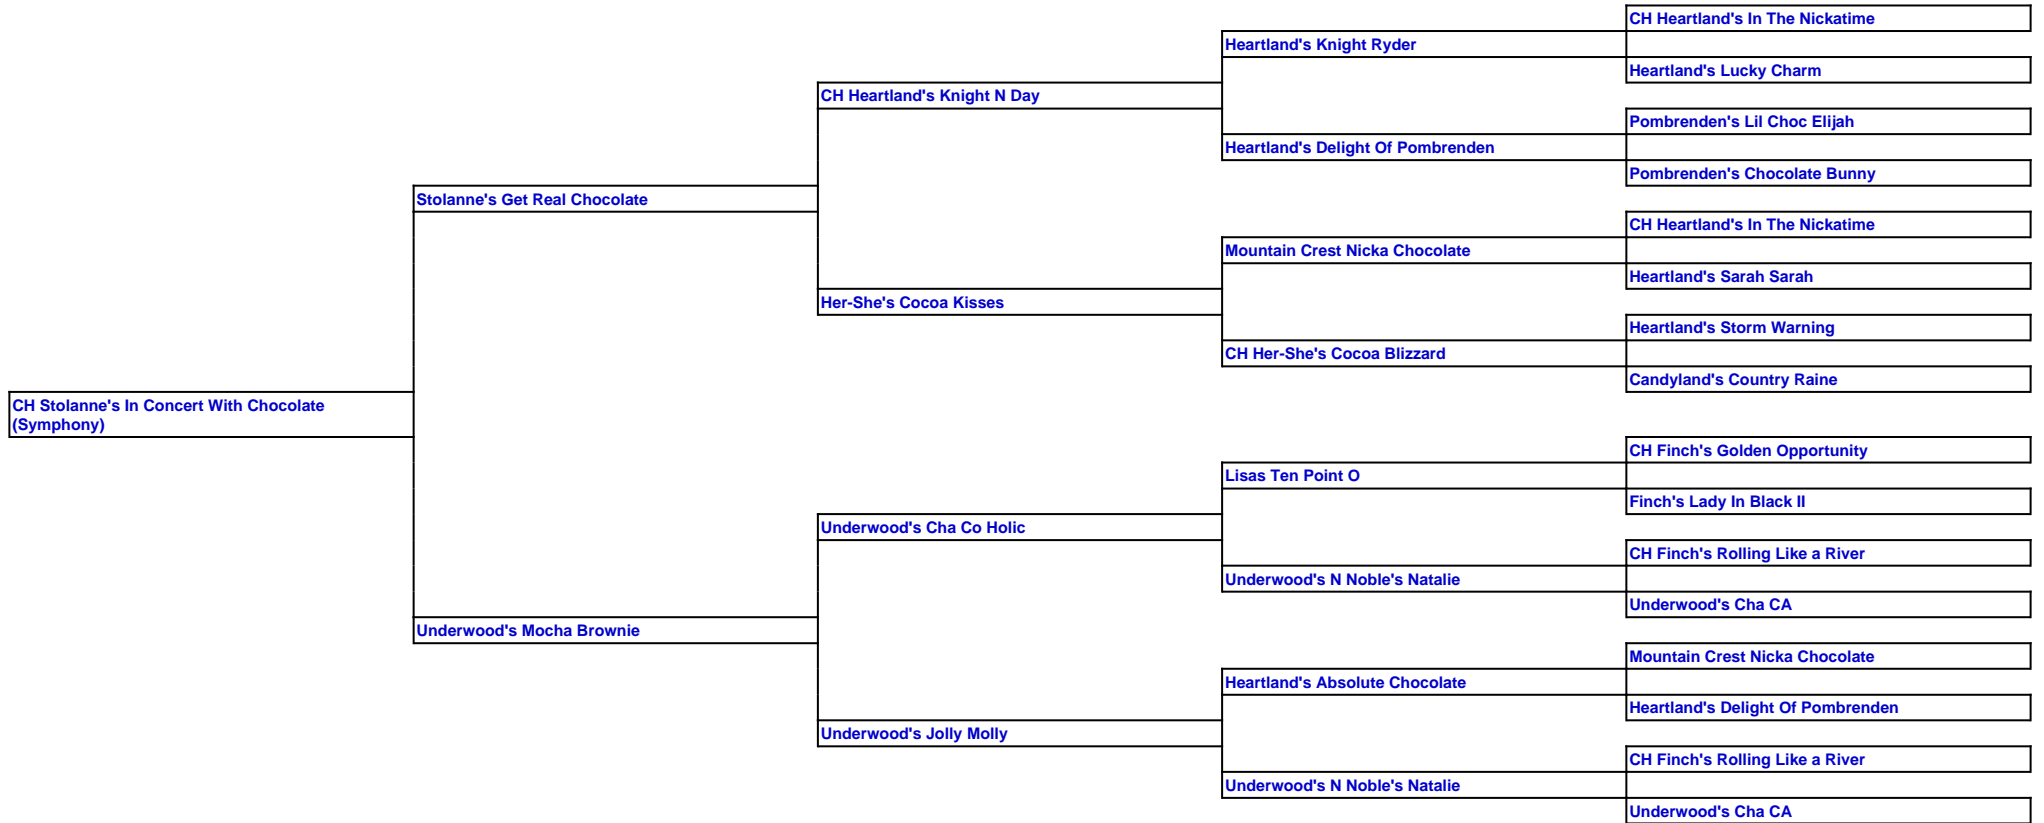 CH Heartland's In The Nickatime
Heartland's Knight Ryder
Heartland's Lucky Charm
CH Heartland's Knight N Day
Pombrenden's Lil Choc Elijah
Heartland's Delight Of Pombrenden
Pombrenden's Chocolate Bunny
Stolanne's Get Real Chocolate
CH Heartland's In The Nickatime
Mountain Crest Nicka Chocolate
Heartland's Sarah Sarah
Her-She's Cocoa Kisses
Heartland's Storm Warning
CH Her-She's Cocoa Blizzard
Candyland's Country Raine
CH Stolanne's In Concert With Chocolate
(Symphony)
CH Finch's Golden Opportunity
Lisas Ten Point O
Finch's Lady In Black II
Underwood's Cha Co Holic
CH Finch's Rolling Like a River
Underwood's N Noble's Natalie
Underwood's Cha CA
Underwood's Mocha Brownie
Mountain Crest Nicka Chocolate
Heartland's Absolute Chocolate
Heartland's Delight Of Pombrenden
Underwood's Jolly Molly
CH Finch's Rolling Like a River
Underwood's N Noble's Natalie
Underwood's Cha CA